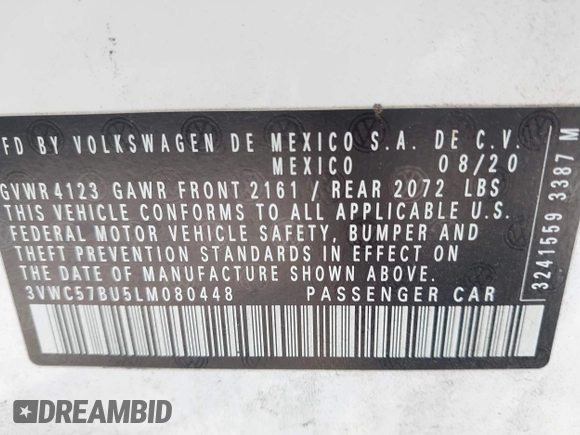 FD BY VOLKSWAGEN DE MEXICO S.A. DE C.V.
MEXICO 08/20
GVWR 4123 GAWR FRONT 2161 / REAR 2072 LBS
THIS VEHICLE CONFORMS TO ALL APPLICABLE U.S.
FEDERAL MOTOR VEHICLE SAFETY, BUMPER AND
THEFT PREVENTION STANDARDS IN EFFECT ON
THE DATE OF MANUFACTURE SHOWN ABOVE.
3VWC57BU5LM080448 PASSENGER CAR
3241559 3387 M
DREAMBID